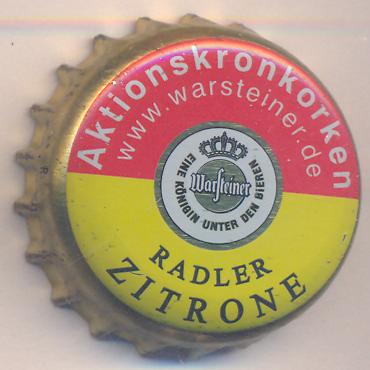 Aktionskronkorken
www.warsteiner.de
Warsteiner
EINE KÖNIGIN UNTER DEN BIEREN
RADLER
ZITRONE